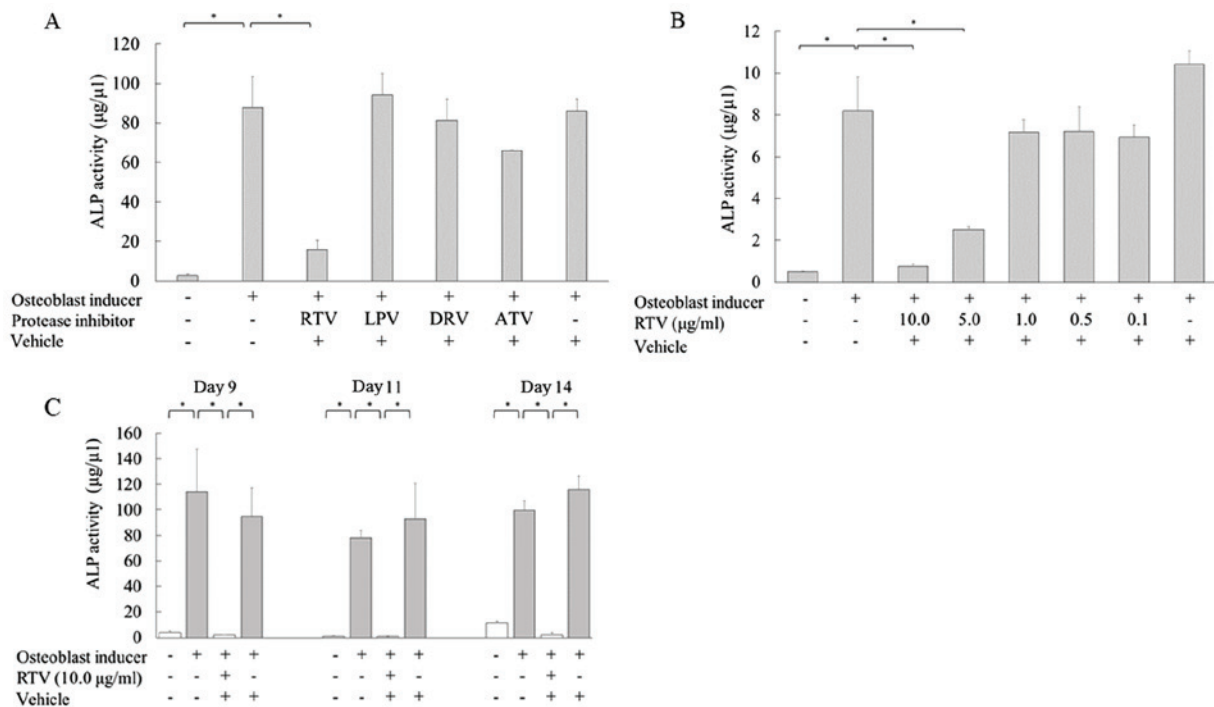 A
* *
120
100
80
60
40
20
0
ALP activity (µg/µl)
Osteoblast inducer - + + + + + +
Protease inhibitor - - RTV LPV DRV ATV -
Vehicle - - + + + + +
B
*
* *
12
10
8
6
4
2
0
ALP activity (µg/µl)
Osteoblast inducer - + + + + + +
RTV (µg/ml) - - 10.0 5.0 1.0 0.5 0.1 -
Vehicle - - + + + + + +
C
Day 9 Day 11 Day 14
* * * * * * * * *
160
140
120
100
80
60
40
20
0
ALP activity (µg/µl)
Osteoblast inducer - + + + - + + + - + + +
RTV (10.0 µg/ml) - - + - - - + - - - + -
Vehicle - - + + - - + + - - + +